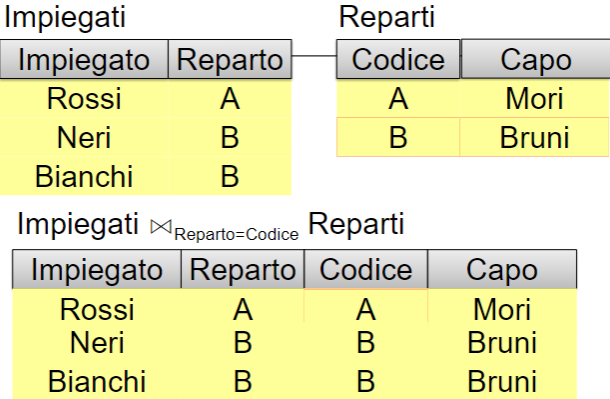 Impiegati Reparti
Impiegato Reparto Codice Capo
Rossi A A Mori
Neri B B Bruni
Bianchi B
Impiegati ⋈ Reparto=Codice Reparti
Impiegato Reparto Codice Capo
Rossi A A Mori
Neri B B Bruni
Bianchi B B Bruni